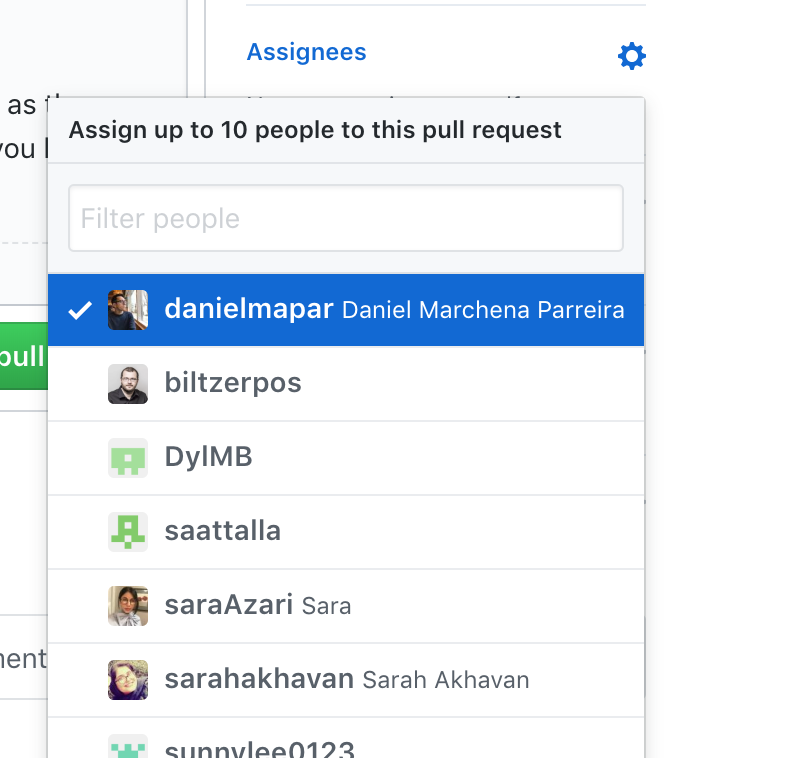 Assignees
as
Assign up to 10 people to this pull request
you
Filter people
danielmapar Daniel Marchena Parreira
pull
biltzerpos
DylMB
saattalla
saraAzari Sara
ment
sarahakhavan Sarah Akhavan
sunnylee0123